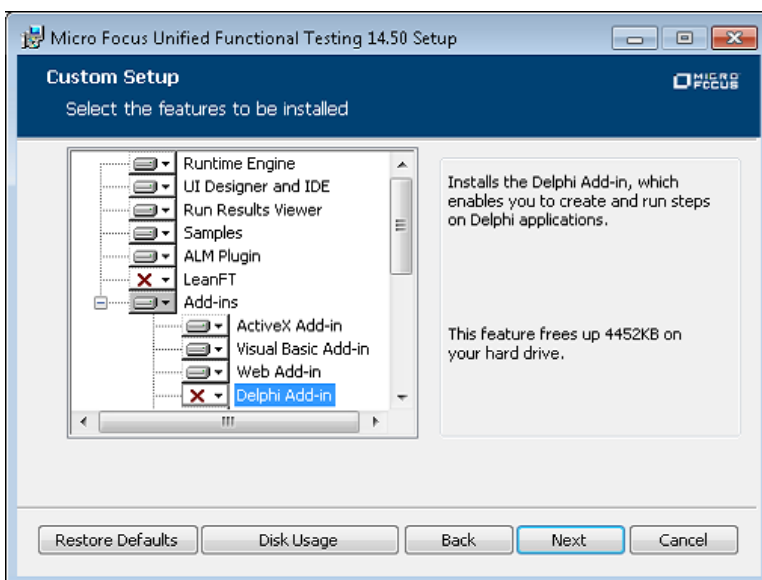 Micro Focus Unified Functional Testing 14.50 Setup
Custom Setup
Select the features to be installed
MICRO
FOCUS
Runtime Engine
UI Designer and IDE
Run Results Viewer
Samples
ALM Plugin
LeanFT
Add-ins
ActiveX Add-in
Visual Basic Add-in
Web Add-in
Delphi Add-in
Installs the Delphi Add-in, which
enables you to create and run steps
on Delphi applications.
This feature frees up 4452KB on
your hard drive.
Restore Defaults
Disk Usage
Back
Next
Cancel